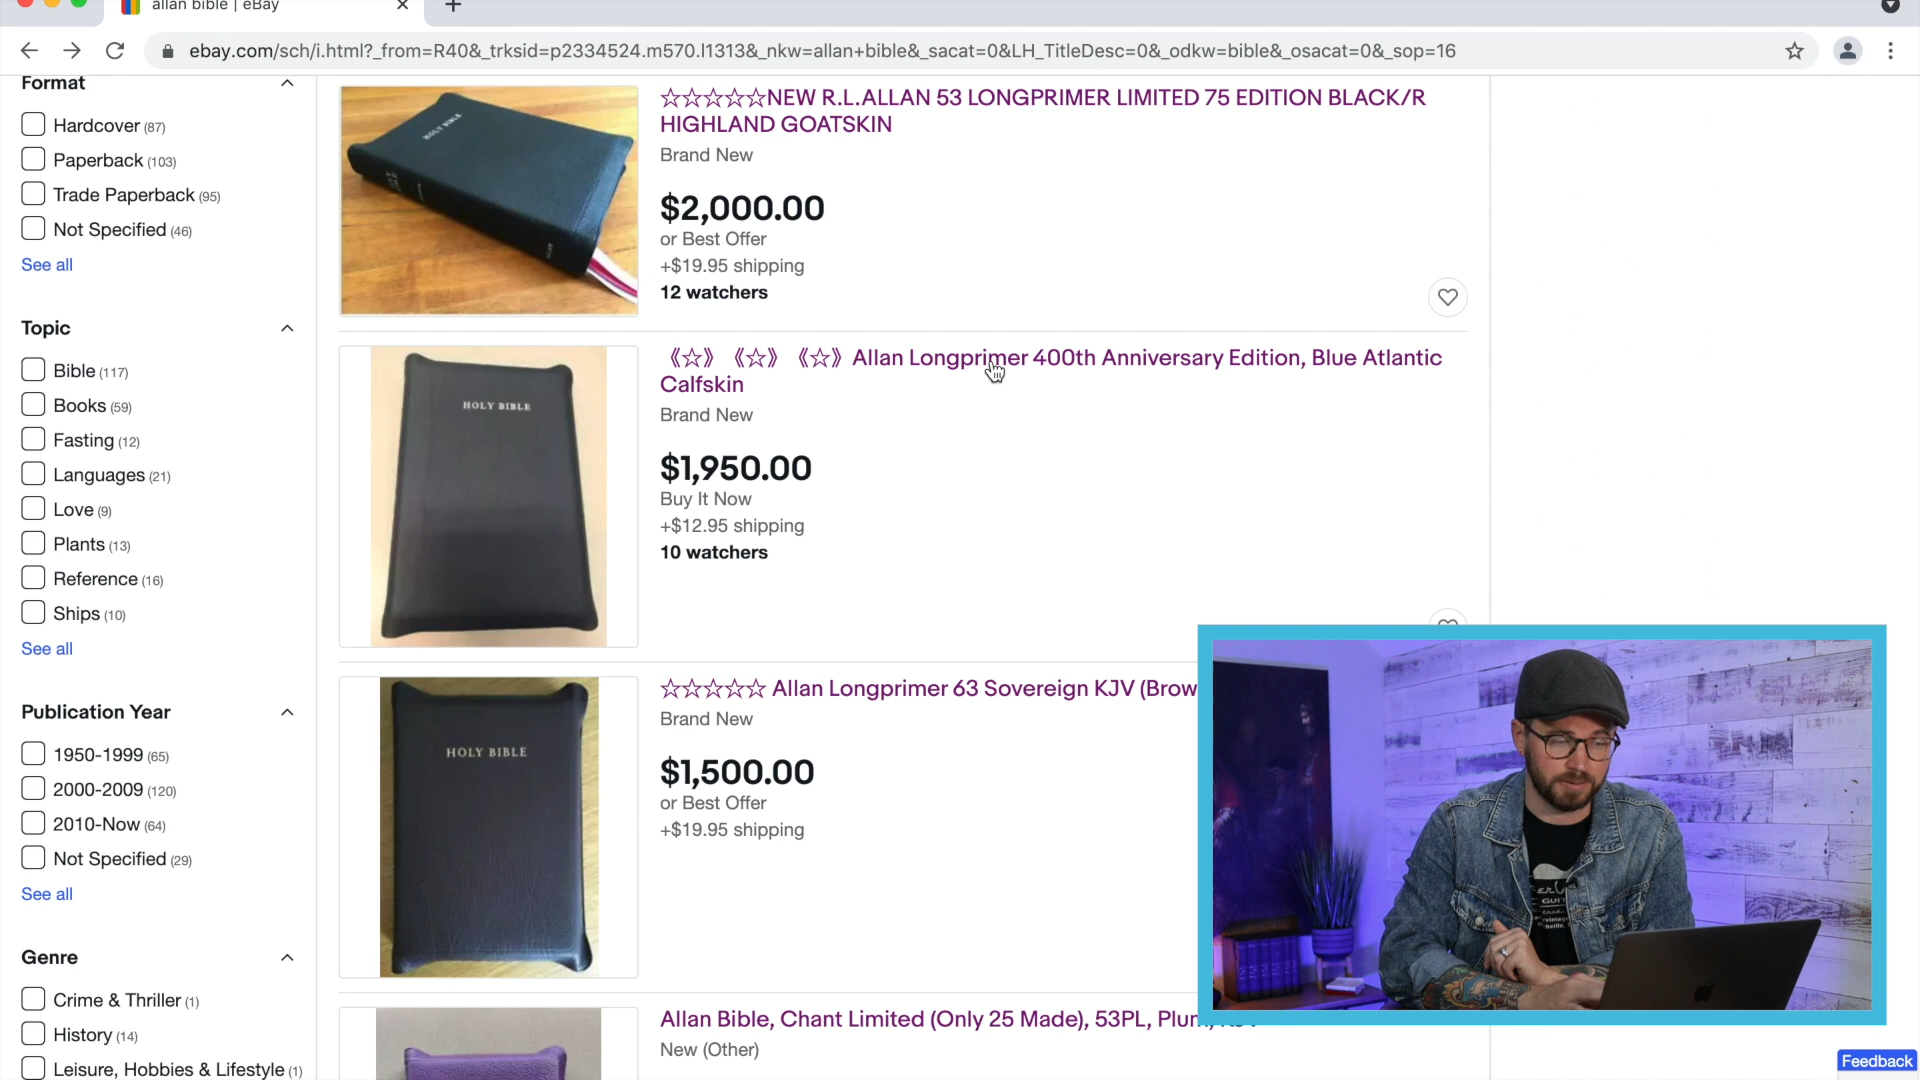 allan bible | eBay
ebay.com/sch/i.html?_from=R40&_trksid=p2334524.m570.l1313&_nkw=allan+bible&_sacat=0&LH_TitleDesc=0&_odkw=bible&_osacat=0&_sop=16
Format
Hardcover (87)
Paperback (103)
Trade Paperback (95)
Not Specified (46)
See all
Topic
Bible (117)
Books (59)
Fasting (12)
Languages (21)
Love (9)
Plants (13)
Reference (16)
Ships (10)
See all
Publication Year
1950-1999 (65)
2000-2009 (120)
2010-Now (64)
Not Specified (29)
See all
Genre
Crime & Thriller (1)
History (14)
Leisure, Hobbies & Lifestyle (1)
HOLY BIBLE
☆☆☆☆☆NEW R.L.ALLAN 53 LONGPRIMER LIMITED 75 EDITION BLACK/R
HIGHLAND GOATSKIN
Brand New
$2,000.00
or Best Offer
+$19.95 shipping
12 watchers
HOLY BIBLE
《☆》《☆》《☆》Allan Longprimer 400th Anniversary Edition, Blue Atlantic
Calfskin
Brand New
$1,950.00
Buy It Now
+$12.95 shipping
10 watchers
HOLY BIBLE
☆☆☆☆☆ Allan Longprimer 63 Sovereign KJV (Brow
Brand New
$1,500.00
or Best Offer
+$19.95 shipping
Allan Bible, Chant Limited (Only 25 Made), 53PL, Plum,
New (Other)
Feedback